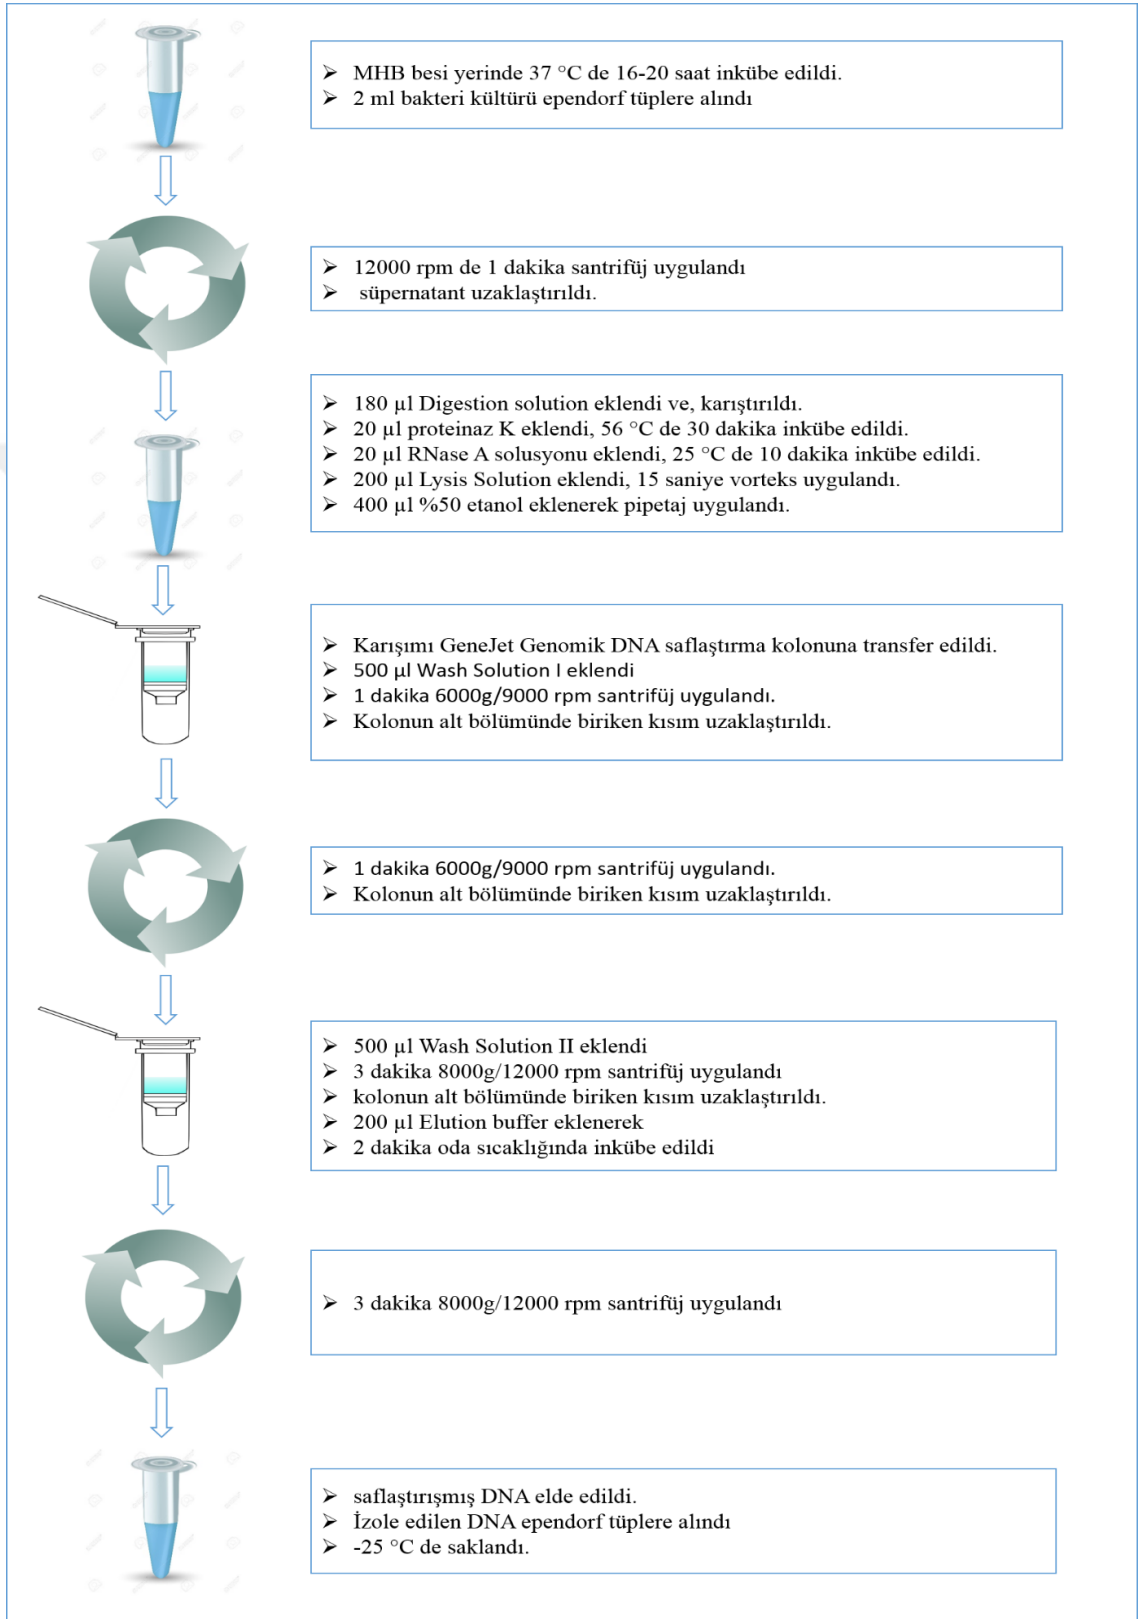 ➢ MHB besi yerinde 37 °C de 16-20 saat inkübe edildi.
➢ 2 ml bakteri kültürü ependorf tüplere alındı
➢ 12000 rpm de 1 dakika santrifüj uygulandı
➢ süpernatant uzaklaştırıldı.
➢ 180 µl Digestion solution eklendi ve, karıştırıldı.
➢ 20 µl proteinaz K eklendi, 56 °C de 30 dakika inkübe edildi.
➢ 20 µl RNase A solusyonu eklendi, 25 °C de 10 dakika inkübe edildi.
➢ 200 µl Lysis Solution eklendi, 15 saniye vorteks uygulandı.
➢ 400 µl %50 etanol eklenerek pipetaj uygulandı.
➢ Karışımı GeneJet Genomik DNA saflaştırma kolonuna transfer edildi.
➢ 500 µl Wash Solution I eklendi
➢ 1 dakika 6000g/9000 rpm santrifüj uygulandı.
➢ Kolonun alt bölümünde biriken kısım uzaklaştırıldı.
➢ 1 dakika 6000g/9000 rpm santrifüj uygulandı.
➢ Kolonun alt bölümünde biriken kısım uzaklaştırıldı.
➢ 500 µl Wash Solution II eklendi
➢ 3 dakika 8000g/12000 rpm santrifüj uygulandı
➢ kolonun alt bölümünde biriken kısım uzaklaştırıldı.
➢ 200 µl Elution buffer eklenerek
➢ 2 dakika oda sıcaklığında inkübe edildi
➢ 3 dakika 8000g/12000 rpm santrifüj uygulandı
➢ saflaştırışmış DNA elde edildi.
➢ İzole edilen DNA ependorf tüplere alındı
➢ -25 °C de saklandı.